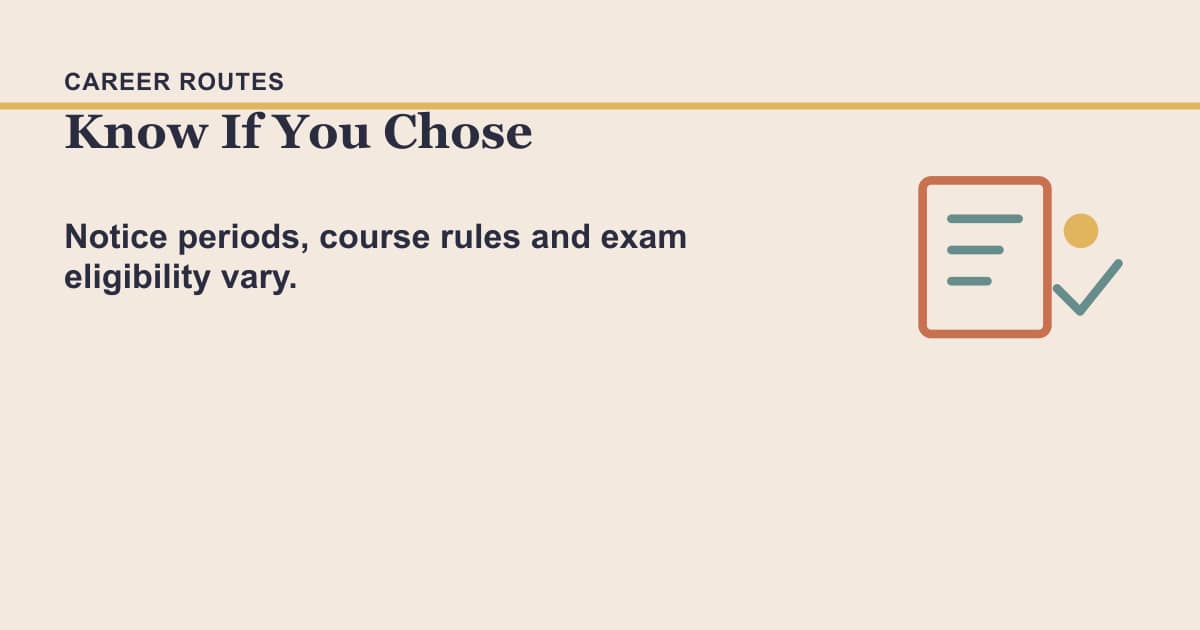 CAREER ROUTES
Know If You Chose
Notice periods, course rules and exam
eligibility vary.